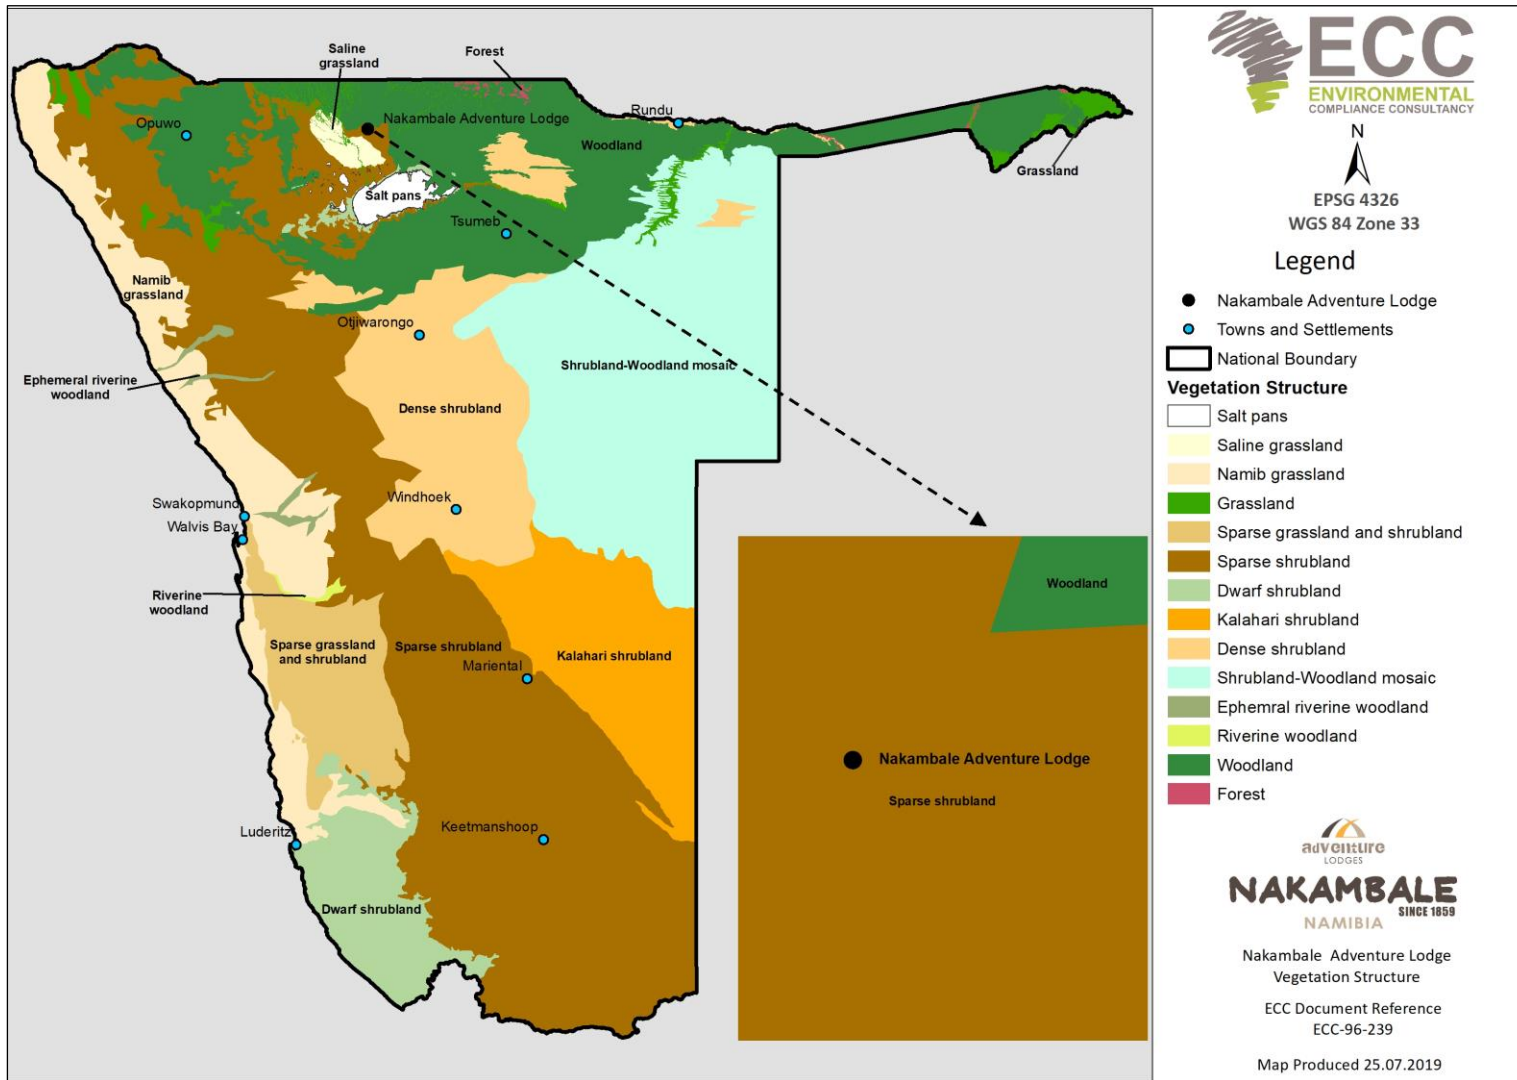 Saline
grassland
Forest
Opuwo
Nakambale Adventure Lodge
Rundu
Woodland
Grassland
Salt pans
Tsumeb
Namib
grassland
Otjiwarongo
Shrubland-Woodland mosaic
Ephemeral riverine
woodland
Dense shrubland
Windhoek
Swakopmund
Walvis Bay
Riverine
woodland
Sparse grassland
and shrubland
Sparse shrubland
Mariental
Kalahari shrubland
Luderitz
Keetmanshoop
Dwarf shrubland
Woodland
Nakambale Adventure Lodge
Sparse shrubland
ECC
ENVIRONMENTAL
COMPLIANCE CONSULTANCY
N
EPSG 4326
WGS 84 Zone 33
Legend
Nakambale Adventure Lodge
Towns and Settlements
National Boundary
Vegetation Structure
Salt pans
Saline grassland
Namib grassland
Grassland
Sparse grassland and shrubland
Sparse shrubland
Dwarf shrubland
Kalahari shrubland
Dense shrubland
Shrubland-Woodland mosaic
Ephemral riverine woodland
Riverine woodland
Woodland
Forest
adventure
LODGES
NAKAMBALE
SINCE 1859
NAMIBIA
Nakambale Adventure Lodge
Vegetation Structure
ECC Document Reference
ECC-96-239
Map Produced 25.07.2019